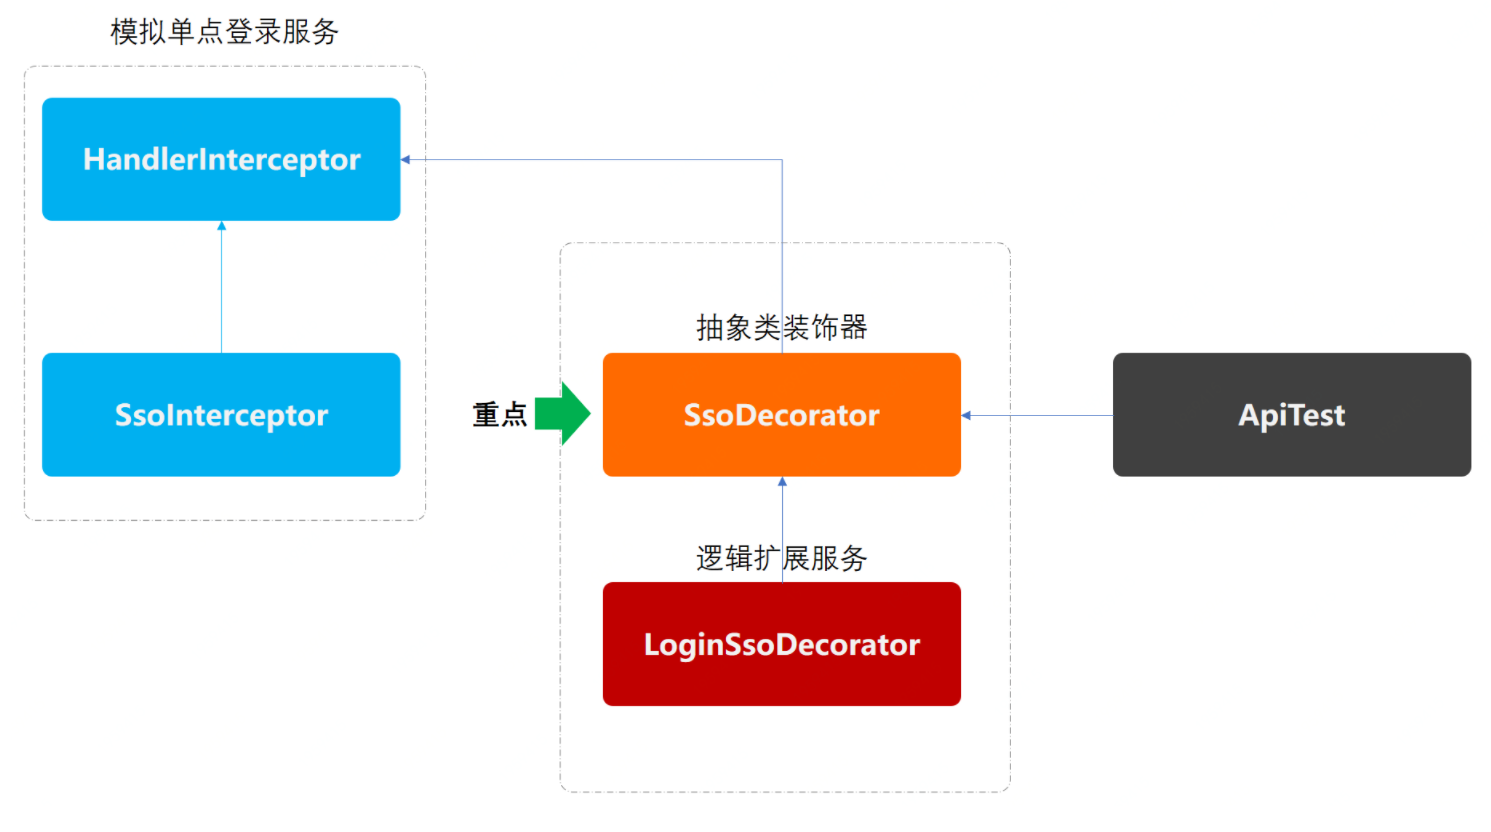 模拟单点登录服务
HandlerInterceptor
SsoInterceptor
抽象类装饰器
重点
SsoDecorator
ApiTest
逻辑扩展服务
LoginSsoDecorator